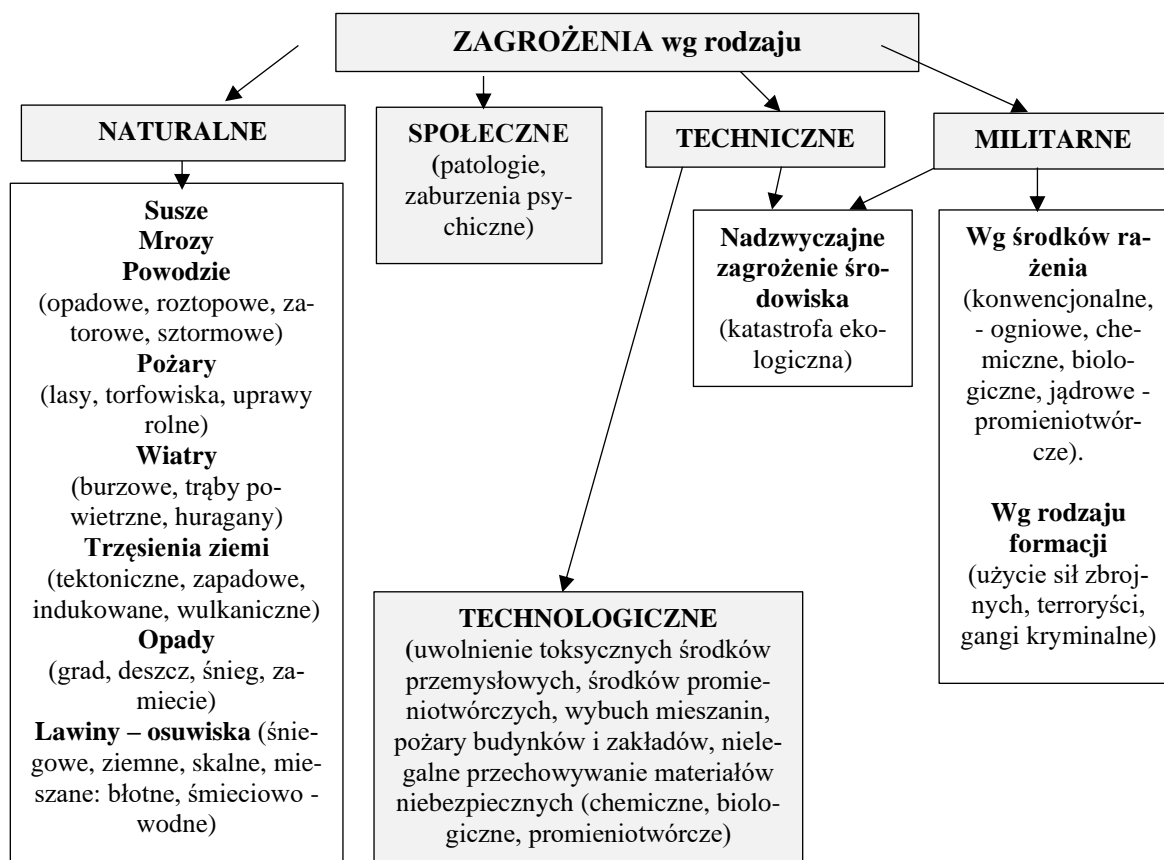 ZAGROŻENIA wg rodzaju
NATURALNE
SPOŁECZNE
(patologie,
zaburzenia psy-
chiczne)
TECHNICZNE
MILITARNE
Susze
Mrozy
Powodzie
(opadowe, roztopowe, za-
torowe, sztormowe)
Pożary
(lasy, torfowiska, uprawy
rolne)
Wiatry
(burzowe, trąby po-
wietrzne, huragany)
Trzęsienia ziemi
(tektoniczne, zapadowe,
indukowane, wulkaniczne)
Opady
(grad, deszcz, śnieg, za-
miecie)
Lawiny – osuwiska (śnie-
gowe, ziemne, skalne, mie-
szane: błotne, śmieciowo -
wodne)
Nadzwyczajne
zagrożenie śro-
dowiska
(katastrofa eko-
logiczna)
Wg środków ra-
żenia
(konwencjonalne,
- ogniowe, che-
miczne, biolo-
giczne, jądrowe -
promieniotwór-
cze).
Wg rodzaju
formacji
(użycie sił zbroj-
nych, terroryści,
gangi kryminalne)
TECHNOLOGICZNE
(uwolnienie toksycznych środków
przemysłowych, środków promie-
niotwórczych, wybuch mieszanin,
pożary budynków i zakładów, niele-
galne przechowywanie materiałów
niebezpiecznych (chemiczne, biolo-
giczne, promieniotwórcze)